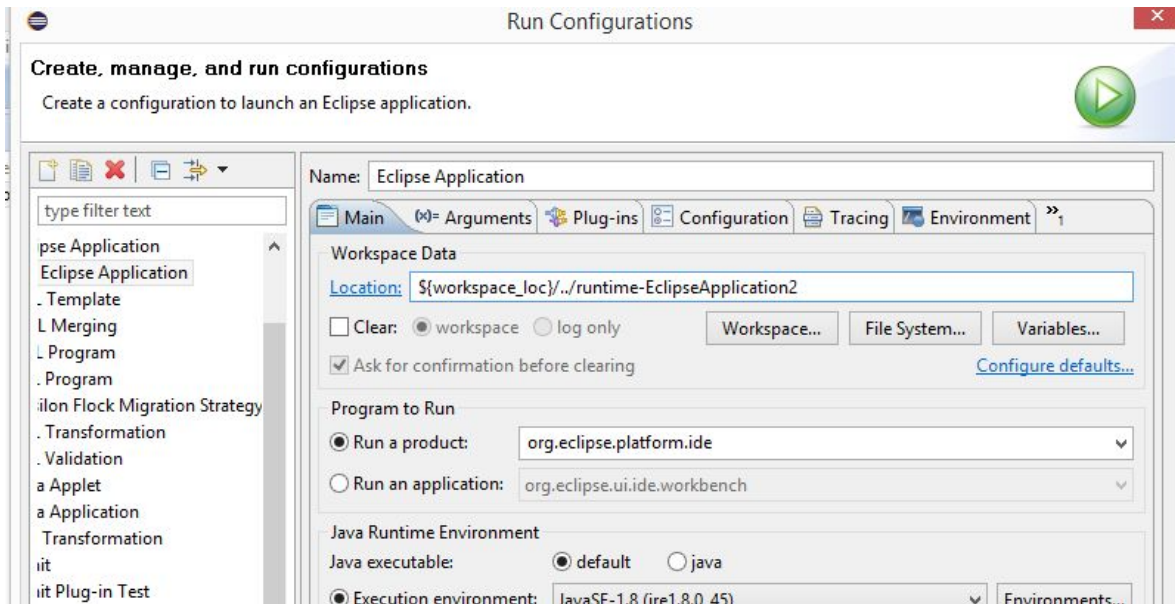 Run Configurations
Create, manage, and run configurations
Create a configuration to launch an Eclipse application.
type filter text
pse Application
Eclipse Application
. Template
L Merging
L Program
. Program
silon Flock Migration Strategy
. Transformation
. Validation
a Applet
a Application
Transformation
nit
nit Plug-in Test
Name: Eclipse Application
Main (x)= Arguments Plug-ins Configuration Tracing Environment »1
Workspace Data
Location: ${workspace_loc}/../runtime-EclipseApplication2
Clear: workspace log only Workspace... File System... Variables...
Ask for confirmation before clearing Configure defaults...
Program to Run
Run a product: org.eclipse.platform.ide
Run an application: org.eclipse.ui.ide.workbench
Java Runtime Environment
Java executable: default java
Execution environment: JavaSE-1.8 (jre1.8.0_45) Environments...